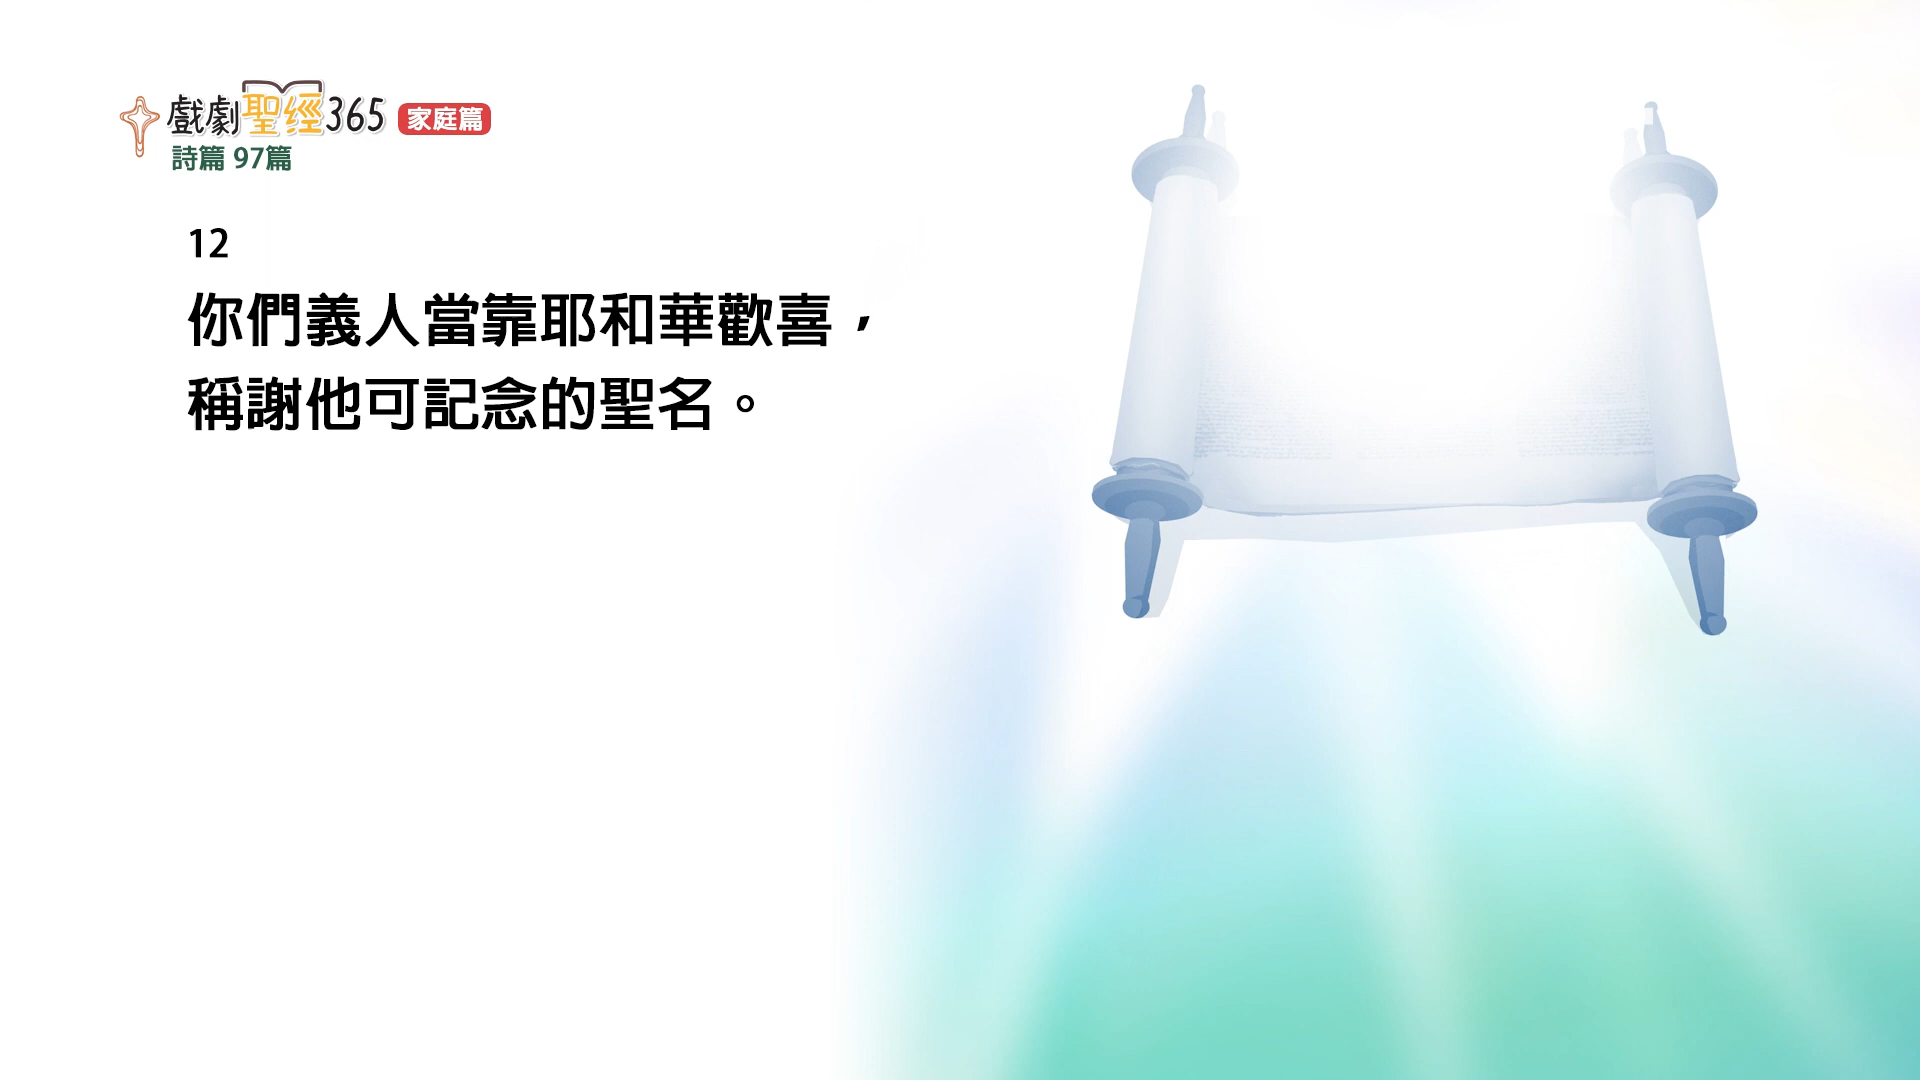 戲劇聖經365 家庭篇
詩篇 97篇
12
你們義人當靠耶和華歡喜，
稱謝他可記念的聖名。